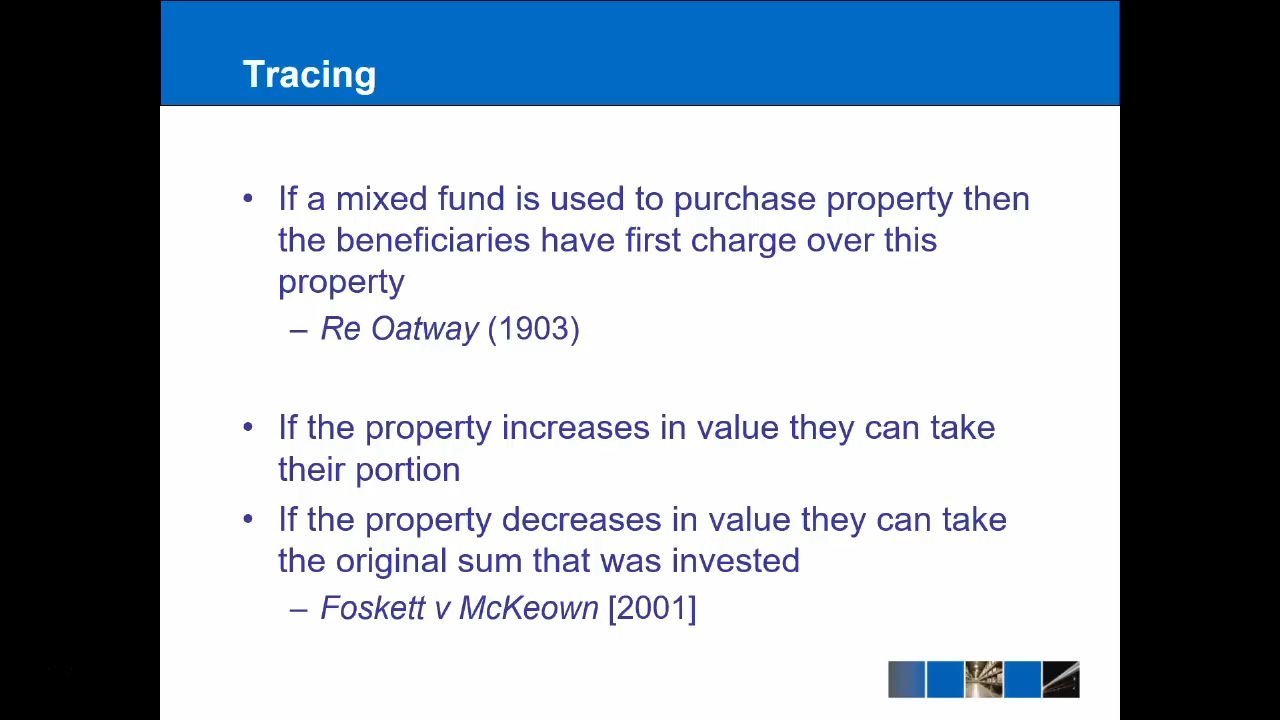 Tracing
• If a mixed fund is used to purchase property then
the beneficiaries have first charge over this
property
– Re Oatway (1903)
• If the property increases in value they can take
their portion
• If the property decreases in value they can take
the original sum that was invested
– Foskett v McKeown [2001]